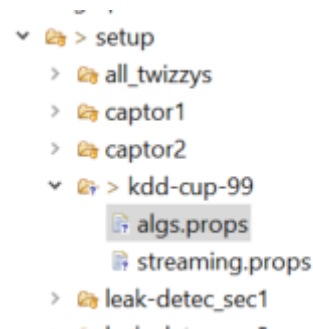 > setup
all_twizzys
captor1
captor2
> kdd-cup-99
algs.props
streaming.props
leak-detec_sec1